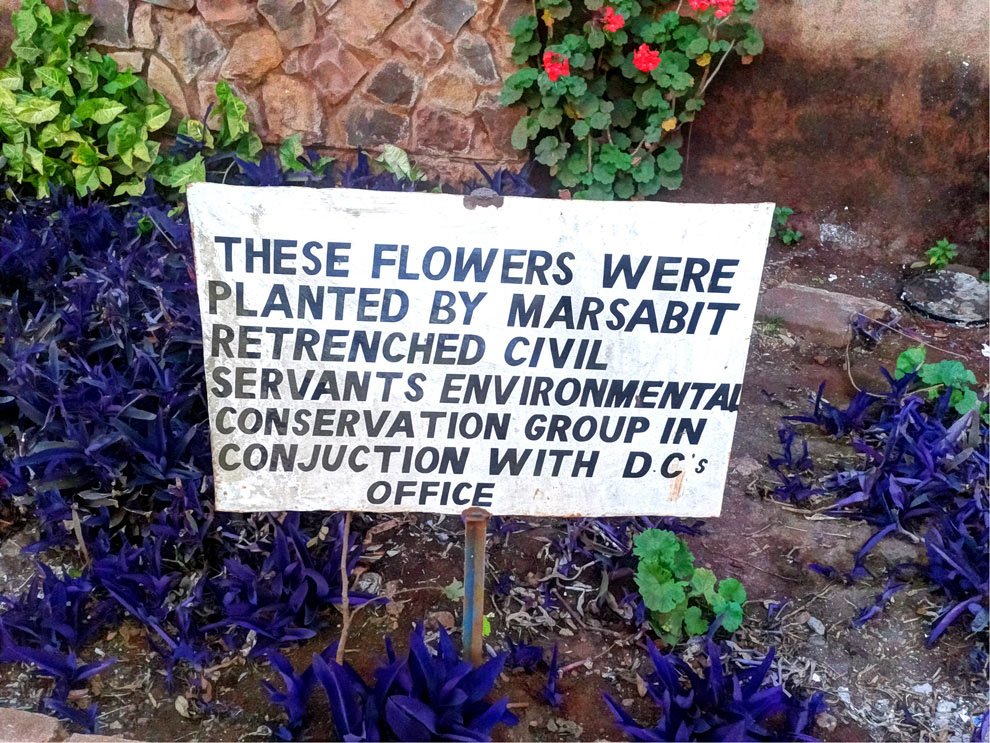 THESE FLOWERS WERE
PLANTED BY MARSABIT
RETRENCHED CIVIL
SERVANTS ENVIRONMENTAL
CONSERVATION GROUP IN
CONJUCTION WITH D.C's
OFFICE